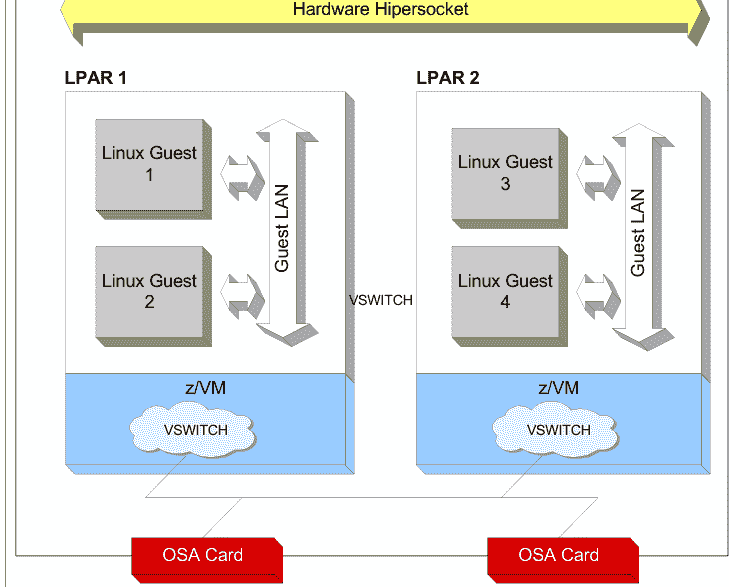 Hardware Hipersocket
LPAR 1
LPAR 2
Linux Guest
1
Guest LAN
Linux Guest
2
VSWITCH
Linux Guest
3
Guest LAN
Linux Guest
4
z/VM
VSWITCH
z/VM
VSWITCH
OSA Card
OSA Card